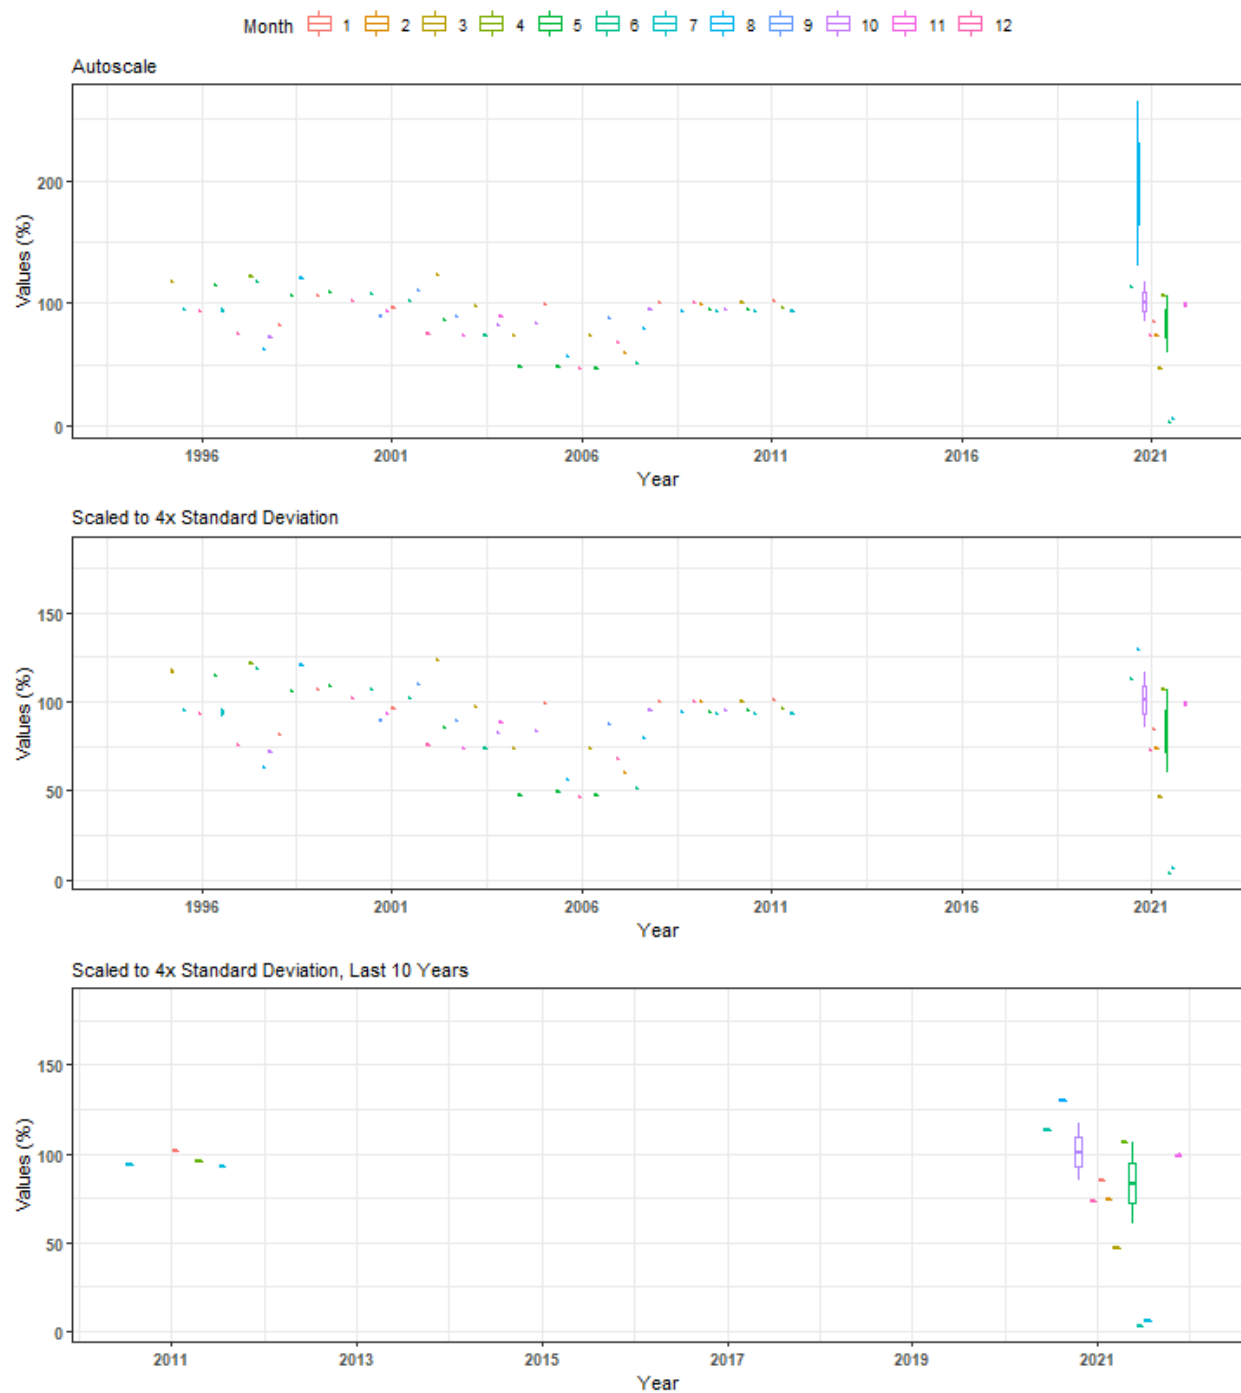 Month 1 2 3 4 5 6 7 8 9 10 11 12
Autoscale
Values (%)
200
100
0
1996 2001 2006 2011 2016 2021
Year
Scaled to 4x Standard Deviation
Values (%)
150
100
50
0
1996 2001 2006 2011 2016 2021
Year
Scaled to 4x Standard Deviation, Last 10 Years
Values (%)
150
100
50
0
2011 2013 2015 2017 2019 2021
Year